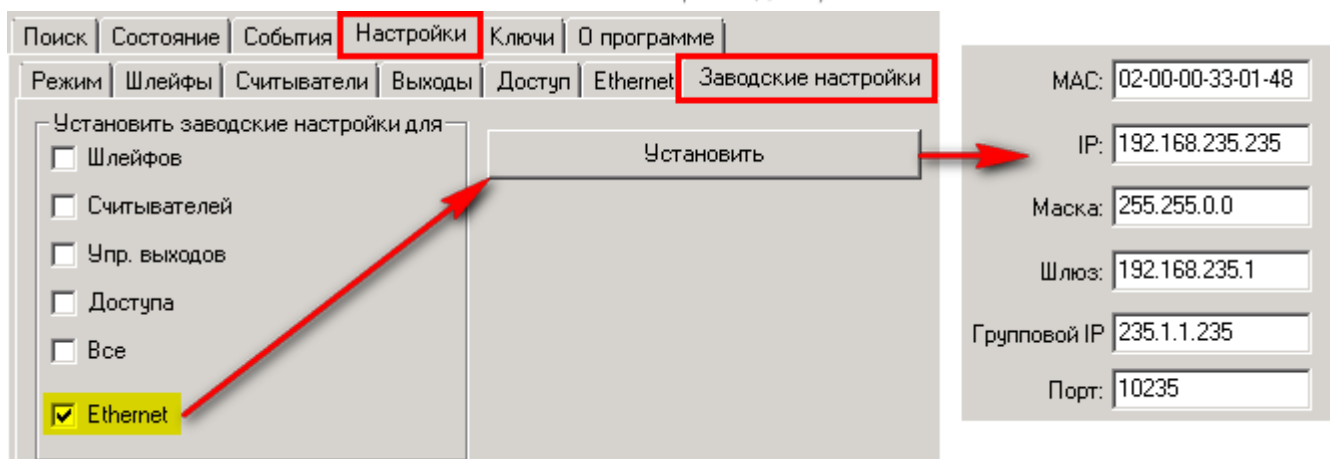 Поиск Состояние События Настройки Ключи О программе
Режим Шлейфы Считыватели Выходы Доступ Ethernet Заводские настройки
Установить заводские настройки для
Шлейфов
Считывателей
Упр. выходов
Доступа
Все
Ethernet
Установить
MAC: 02-00-00-33-01-48
IP: 192.168.235.235
Маска: 255.255.0.0
Шлюз: 192.168.235.1
Групповой IP 235.1.1.235
Порт: 10235